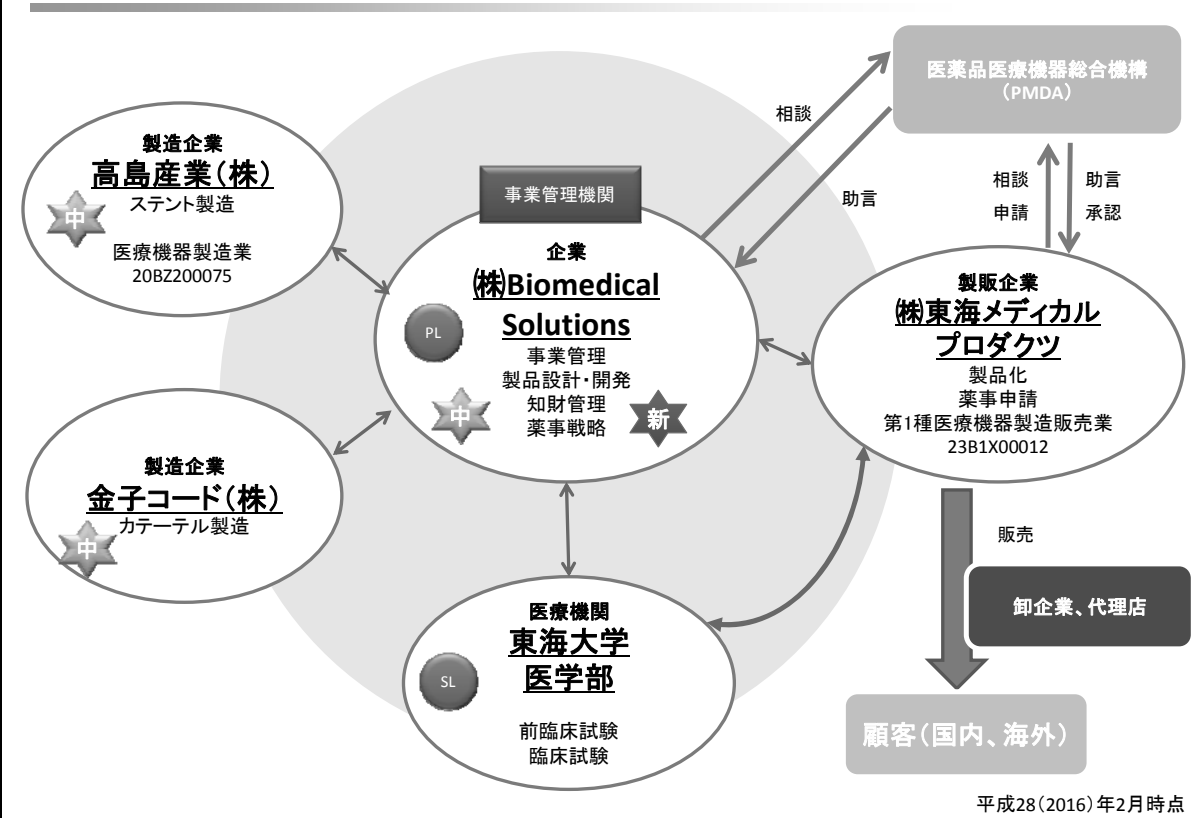 医薬品医療機器総合機構
(PMDA)
相談
助言
相談
申請
助言
承認
製造企業
高島産業(株)
中
ステント製造
医療機器製造業
20BZ200075
事業管理機関
企業
㈱Biomedical
Solutions
PL
事業管理
製品設計・開発
知財管理
薬事戦略
中
新
製販企業
㈱東海メディカル
プロダクツ
製品化
薬事申請
第1種医療機器製造販売業
23B1X00012
製造企業
金子コード(株)
カテーテル製造
中
医療機関
東海大学
医学部
SL
前臨床試験
臨床試験
販売
卸企業、代理店
顧客(国内、海外)
平成28(2016)年2月時点